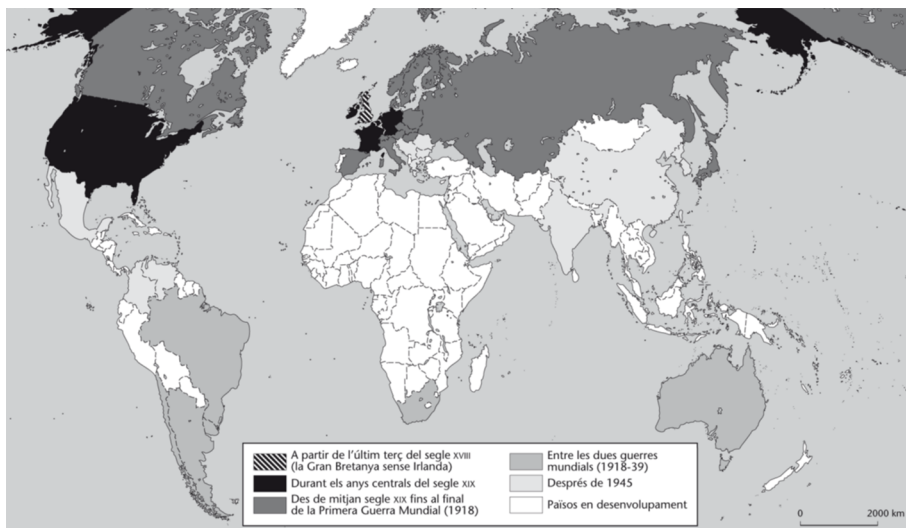 A partir de l'últim terç del segle XVIII
(la Gran Bretanya sense Irlanda)
Durant els anys centrals del segle XIX
Des de mitjan segle XIX fins al final
de la Primera Guerra Mundial (1918)
Entre les dues guerres
mundials (1918-39)
Després de 1945
Països en desenvolupament
0 2000 km